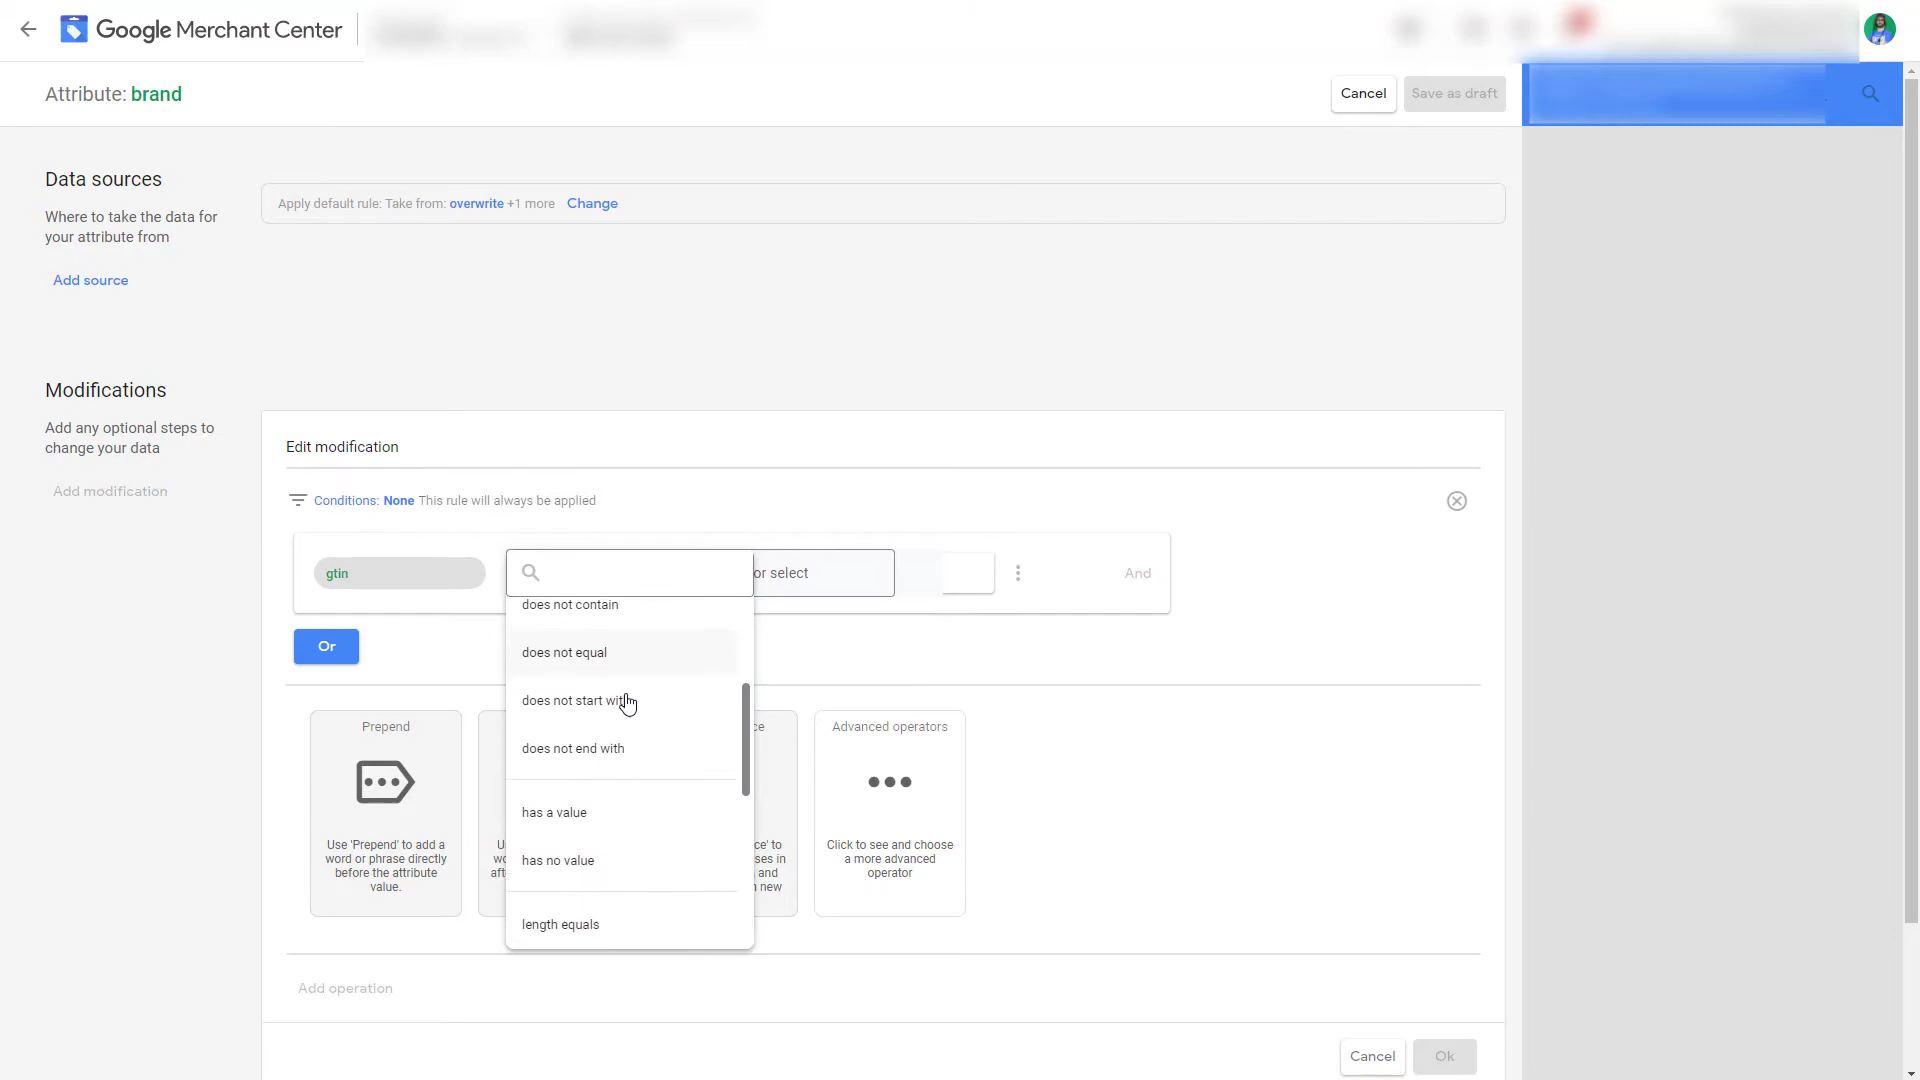 Google Merchant Center
Attribute: brand
Cancel
Save as draft
Data sources
Where to take the data for
your attribute from
Add source
Apply default rule: Take from: overwrite +1 more Change
Modifications
Add any optional steps to
change your data
Add modification
Edit modification
Conditions: None This rule will always be applied
gtin
or select
And
Or
does not contain
does not equal
does not start with
does not end with
has a value
has no value
length equals
Prepend
Use 'Prepend' to add a
word or phrase directly
before the attribute
value.
Advanced operators
Click to see and choose
a more advanced
operator
and
new
Add operation
Cancel
Ok